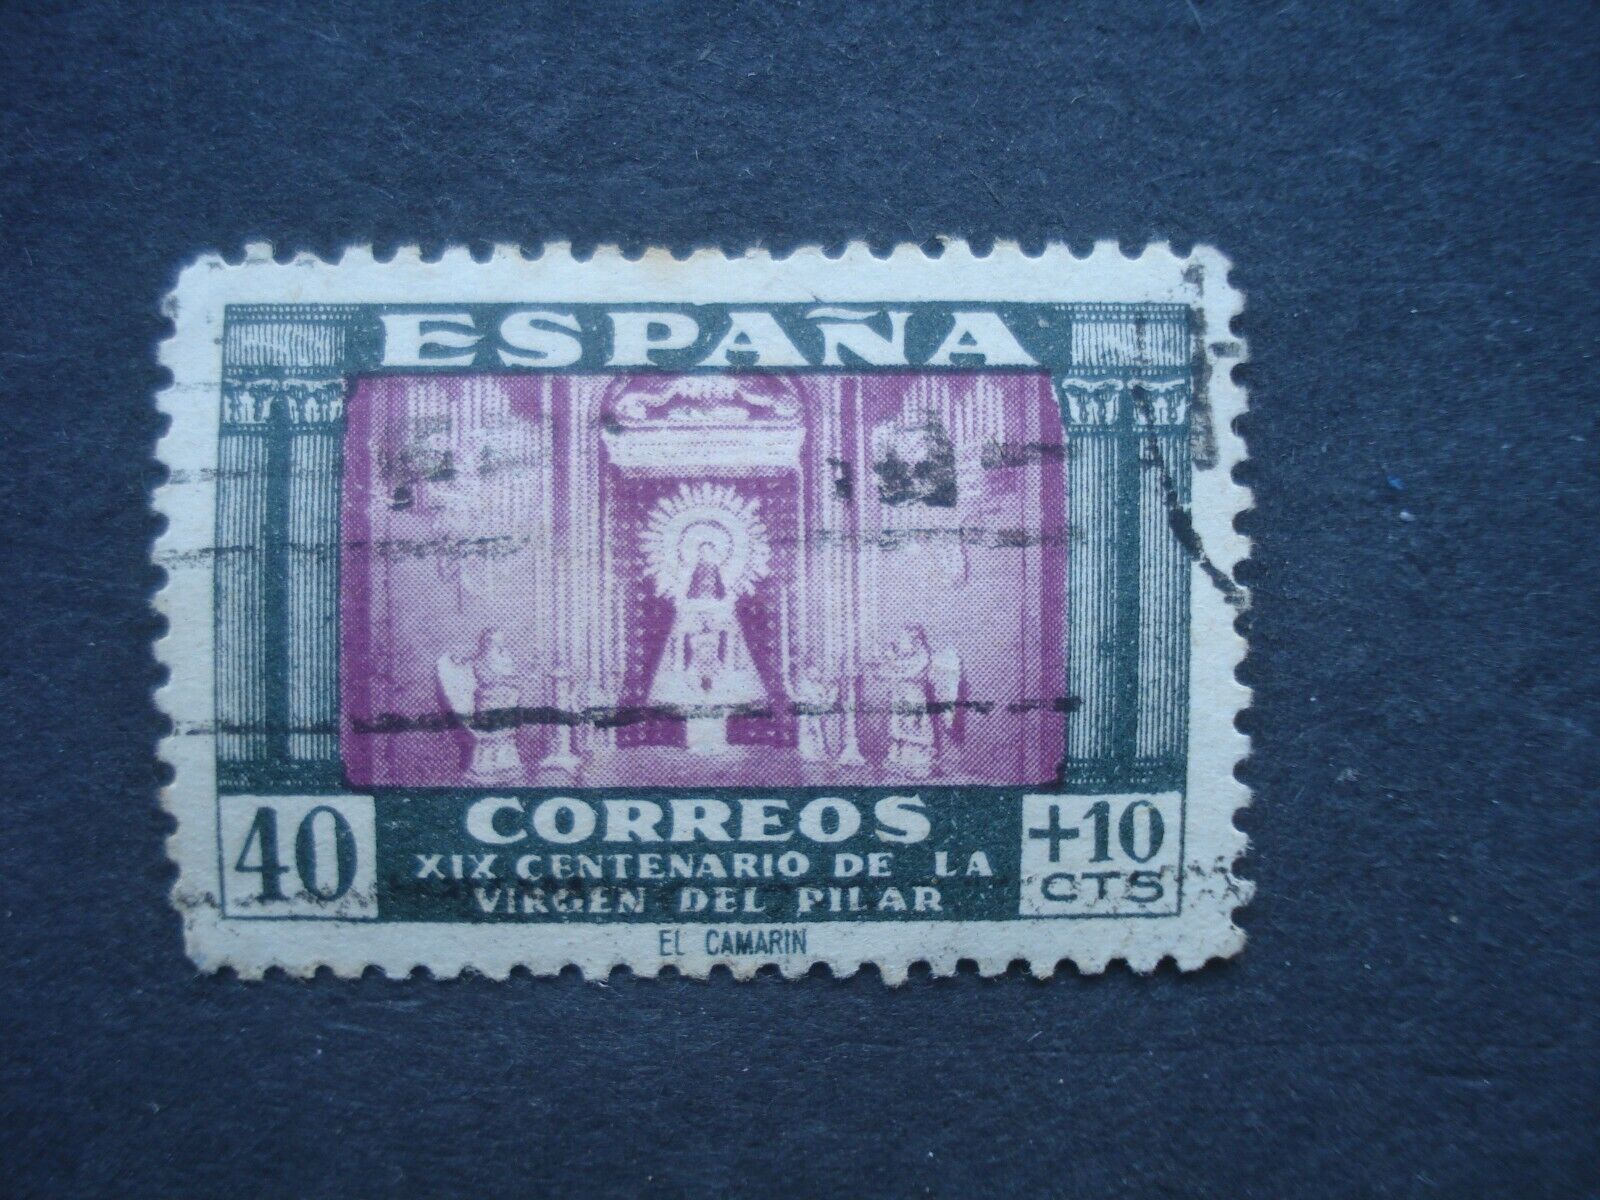 ESPAÑA
CORREOS
XIX CENTENARIO DE LA
VIRGEN DEL PILAR
40
+10
CTS
EL CAMARIN